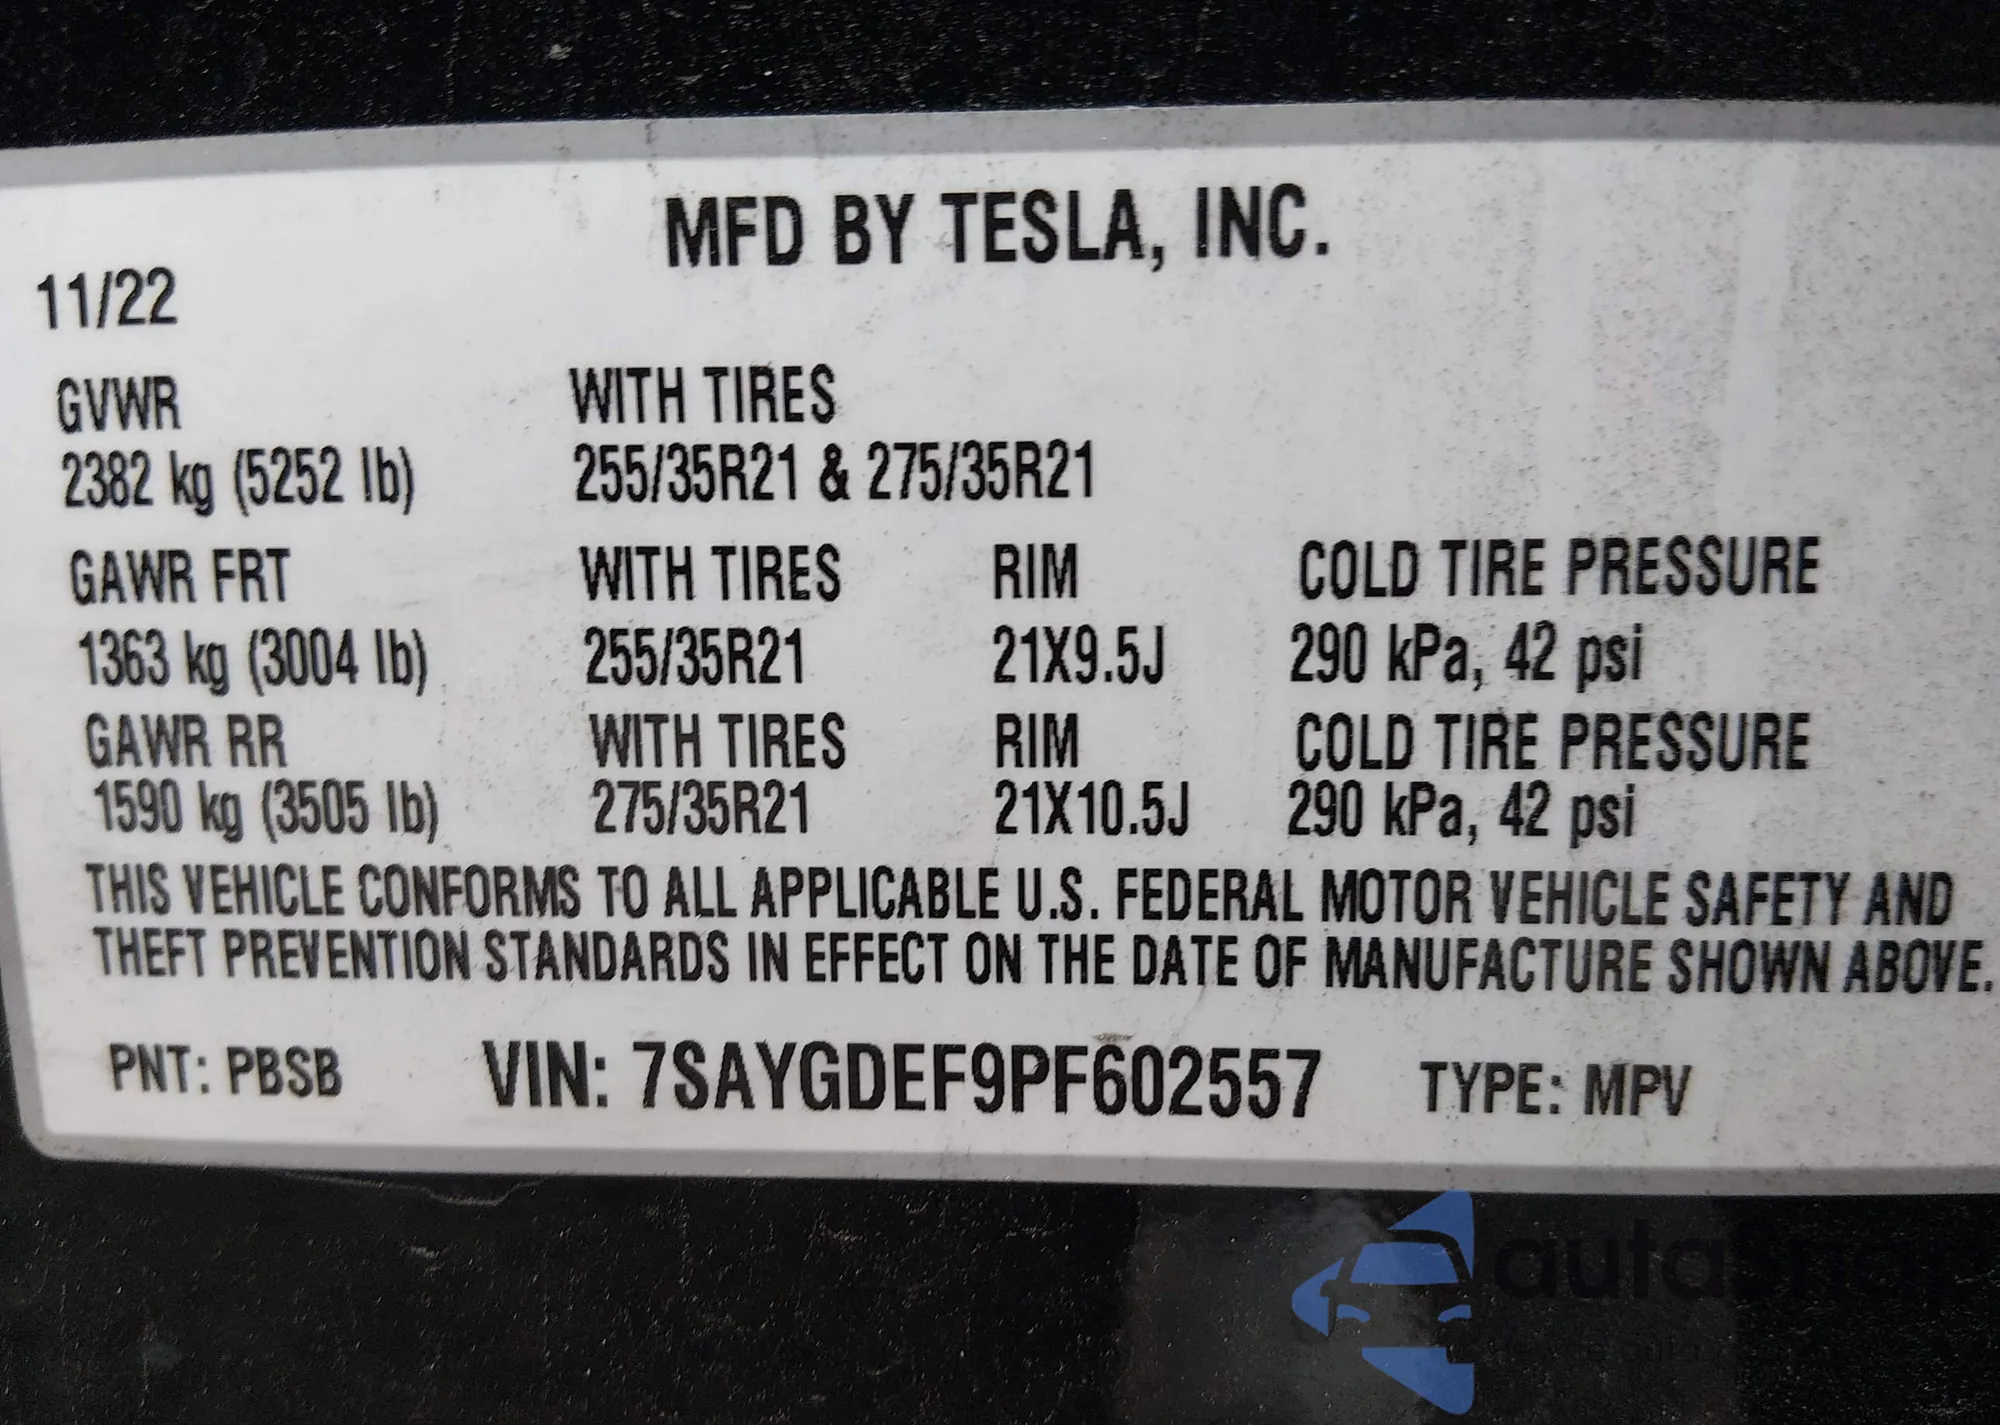 MFD BY TESLA, INC.
11/22
GVWR WITH TIRES
2382 kg (5252 lb) 255/35R21 & 275/35R21
GAWR FRT WITH TIRES RIM COLD TIRE PRESSURE
1363 kg (3004 lb) 255/35R21 21X9.5J 290 kPa, 42 psi
GAWR RR WITH TIRES RIM COLD TIRE PRESSURE
1590 kg (3505 lb) 275/35R21 21X10.5J 290 kPa, 42 psi
THIS VEHICLE CONFORMS TO ALL APPLICABLE U.S. FEDERAL MOTOR VEHICLE SAFETY AND
THEFT PREVENTION STANDARDS IN EFFECT ON THE DATE OF MANUFACTURE SHOWN ABOVE.
PNT: PBSB VIN: 7SAYGDEF9PF602557 TYPE: MPV